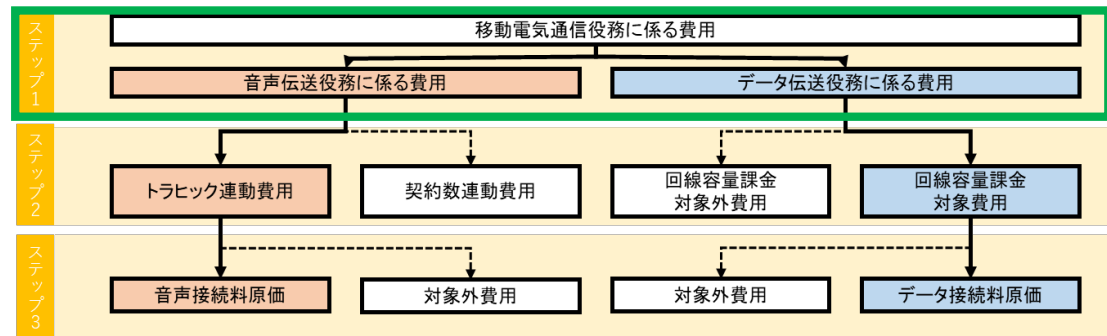 ステップ1
移動電気通信役務に係る費用
音声伝送役務に係る費用
データ伝送役務に係る費用
ステップ2
トラヒック連動費用
契約数連動費用
回線容量課金
対象外費用
回線容量課金
対象費用
ステップ3
音声接続料原価
対象外費用
対象外費用
データ接続料原価